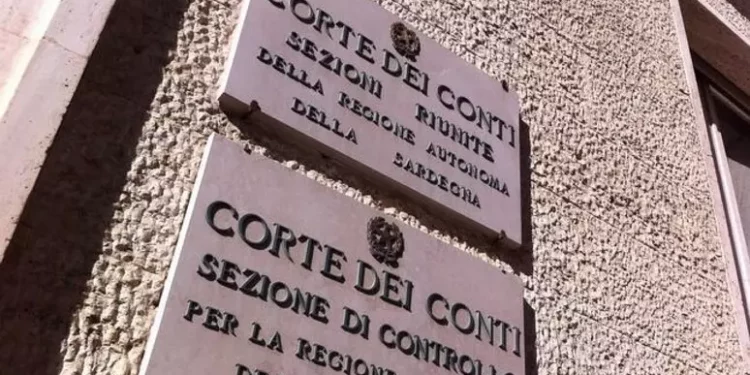 CORTE DEI CONTI
SEZIONI RIUNITE
DELLA REGIONE AUTONOMA
DELLA SARDEGNA
CORTE DEI CONTI
SEZIONE DI CONTROLLO
PER LA REGIONE